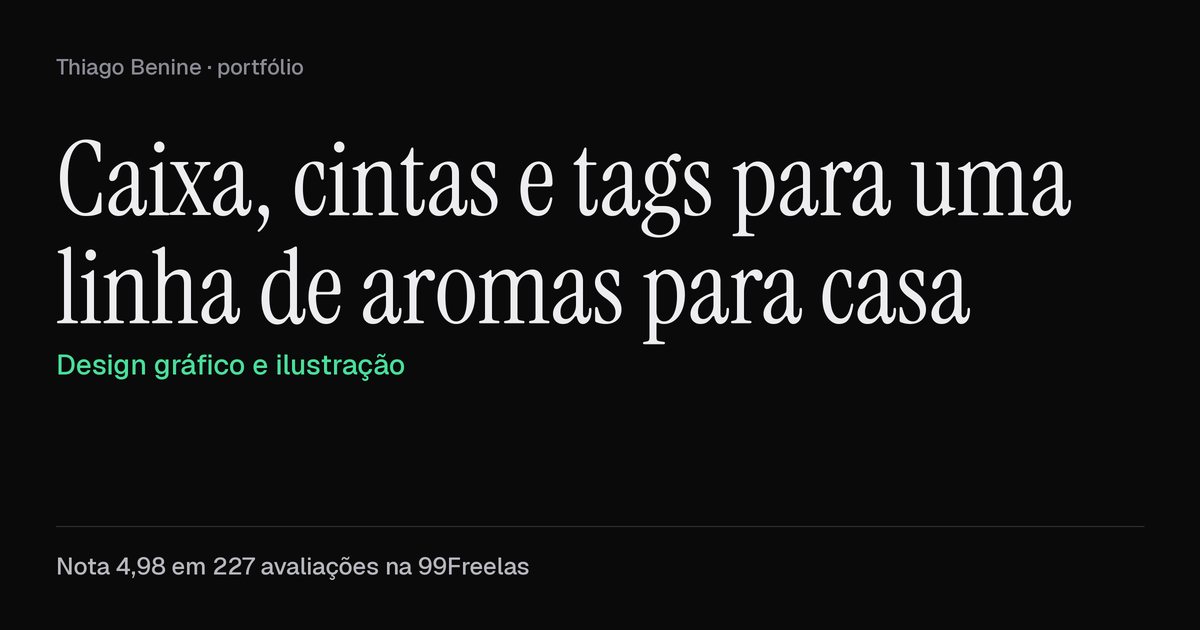 Thiago Benine · portfólio
Caixa, cintas e tags para uma
linha de aromas para casa
Design gráfico e ilustração
Nota 4,98 em 227 avaliações na 99Freelas